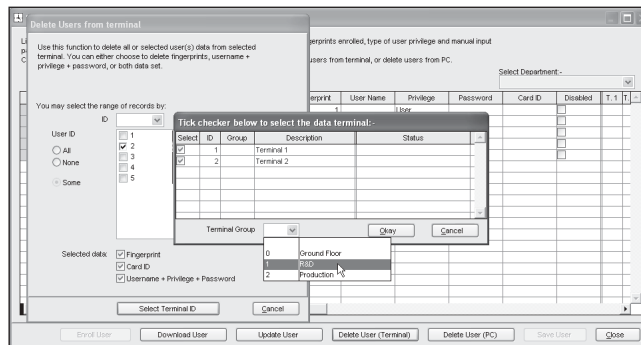 Delete Users from terminal
Use this function to delete all or selected user(s) data from selected
terminal. You can either choose to delete fingerprints, username +
privilege + password, or both data set.
erprints enrolled, type of user privilege and manual input
users from terminal, or delete users from PC.
Select Department:-
You may select the range of records by:
ID
User ID
All
None
Some
1
2
3
4
5
erprint User Name Privilege Password Card ID Disabled T. 1 T.
1 User
Tick checker below to select the data terminal:-
Select ID Group Description Status
1 Terminal 1
2 Terminal 2
Terminal Group
Okay Cancel
0 Ground Floor
1 R&D
2 Production
Selected data:
Fingerprint
Card ID
Username + Privilege + Password
Select Terminal ID Cancel
Enrol User Download User Update User Delete User (Terminal) Delete User (PC) Save User Close